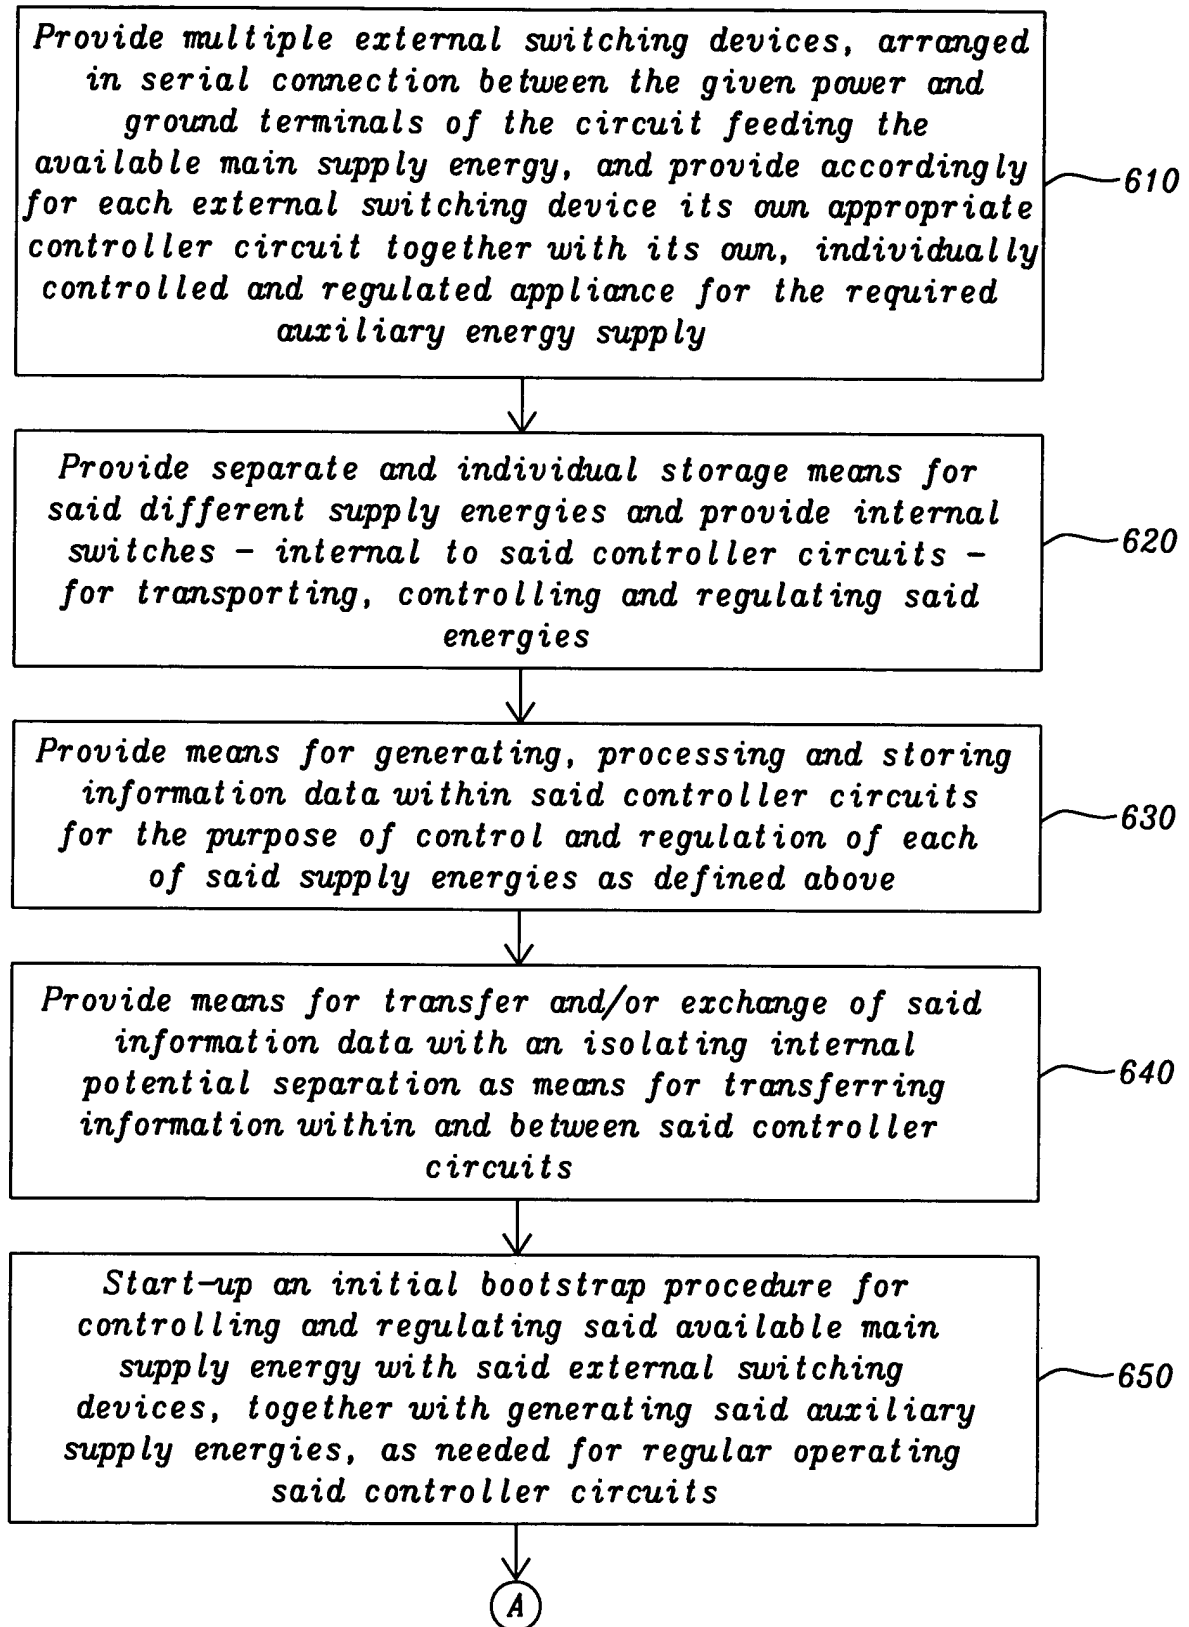 Provide multiple external switching devices, arranged
in serial connection between the given power and
ground terminals of the circuit feeding the
available main supply energy, and provide accordingly
for each external switching device its own appropriate
controller circuit together with its own, individually
controlled and regulated appliance for the required
auxiliary energy supply
610
Provide separate and individual storage means for
said different supply energies and provide internal
switches - internal to said controller circuits -
for transporting, controlling and regulating said
energies
620
Provide means for generating, processing and storing
information data within said controller circuits
for the purpose of control and regulation of each
of said supply energies as defined above
630
Provide means for transfer and/or exchange of said
information data with an isolating internal
potential separation as means for transferring
information within and between said controller
circuits
640
Start-up an initial bootstrap procedure for
controlling and regulating said available main
supply energy with said external switching
devices, together with generating said auxiliary
supply energies, as needed for regular operating
said controller circuits
650
A